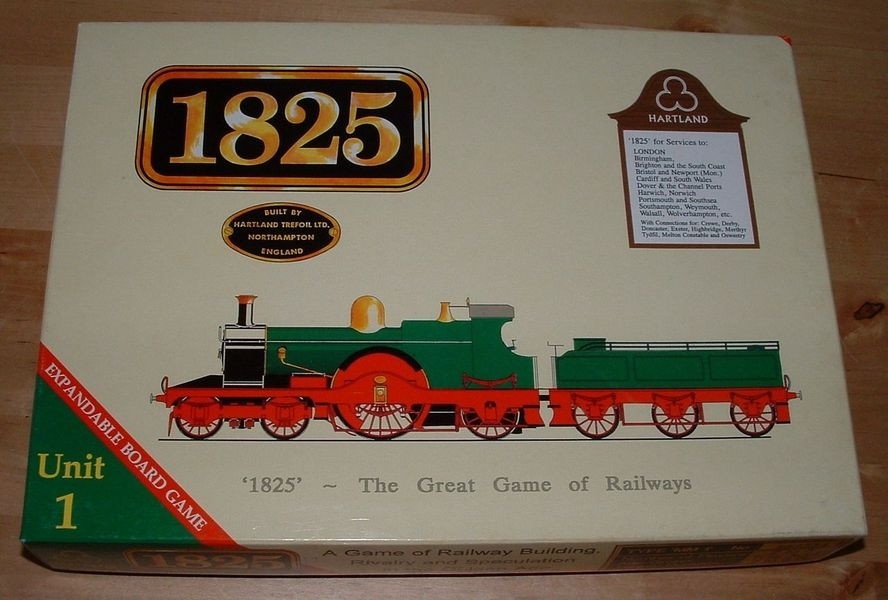 1825
HARTLAND
'1825' for Services to:
LONDON
Birmingham,
Brighton and the South Coast
Bristol and Newport (Mon.)
Cardiff and South Wales
Dover & the Channel Ports
Harwich, Norwich
Portsmouth and Southsea
Southampton, Weymouth,
Walsall, Wolverhampton, etc.
With Connections for: Crewe, Derby,
Doncaster, Exeter, Highbridge, Merthyr
Tydfil, Melton Constable and Oswestry
BUILT BY
HARTLAND TREFOIL LTD.
NORTHAMPTON
ENGLAND
EXPANDABLE BOARD GAME
Unit
1
'1825' ~ The Great Game of Railways
1825
A Game of Railway Building,
Rivalry and Speculation